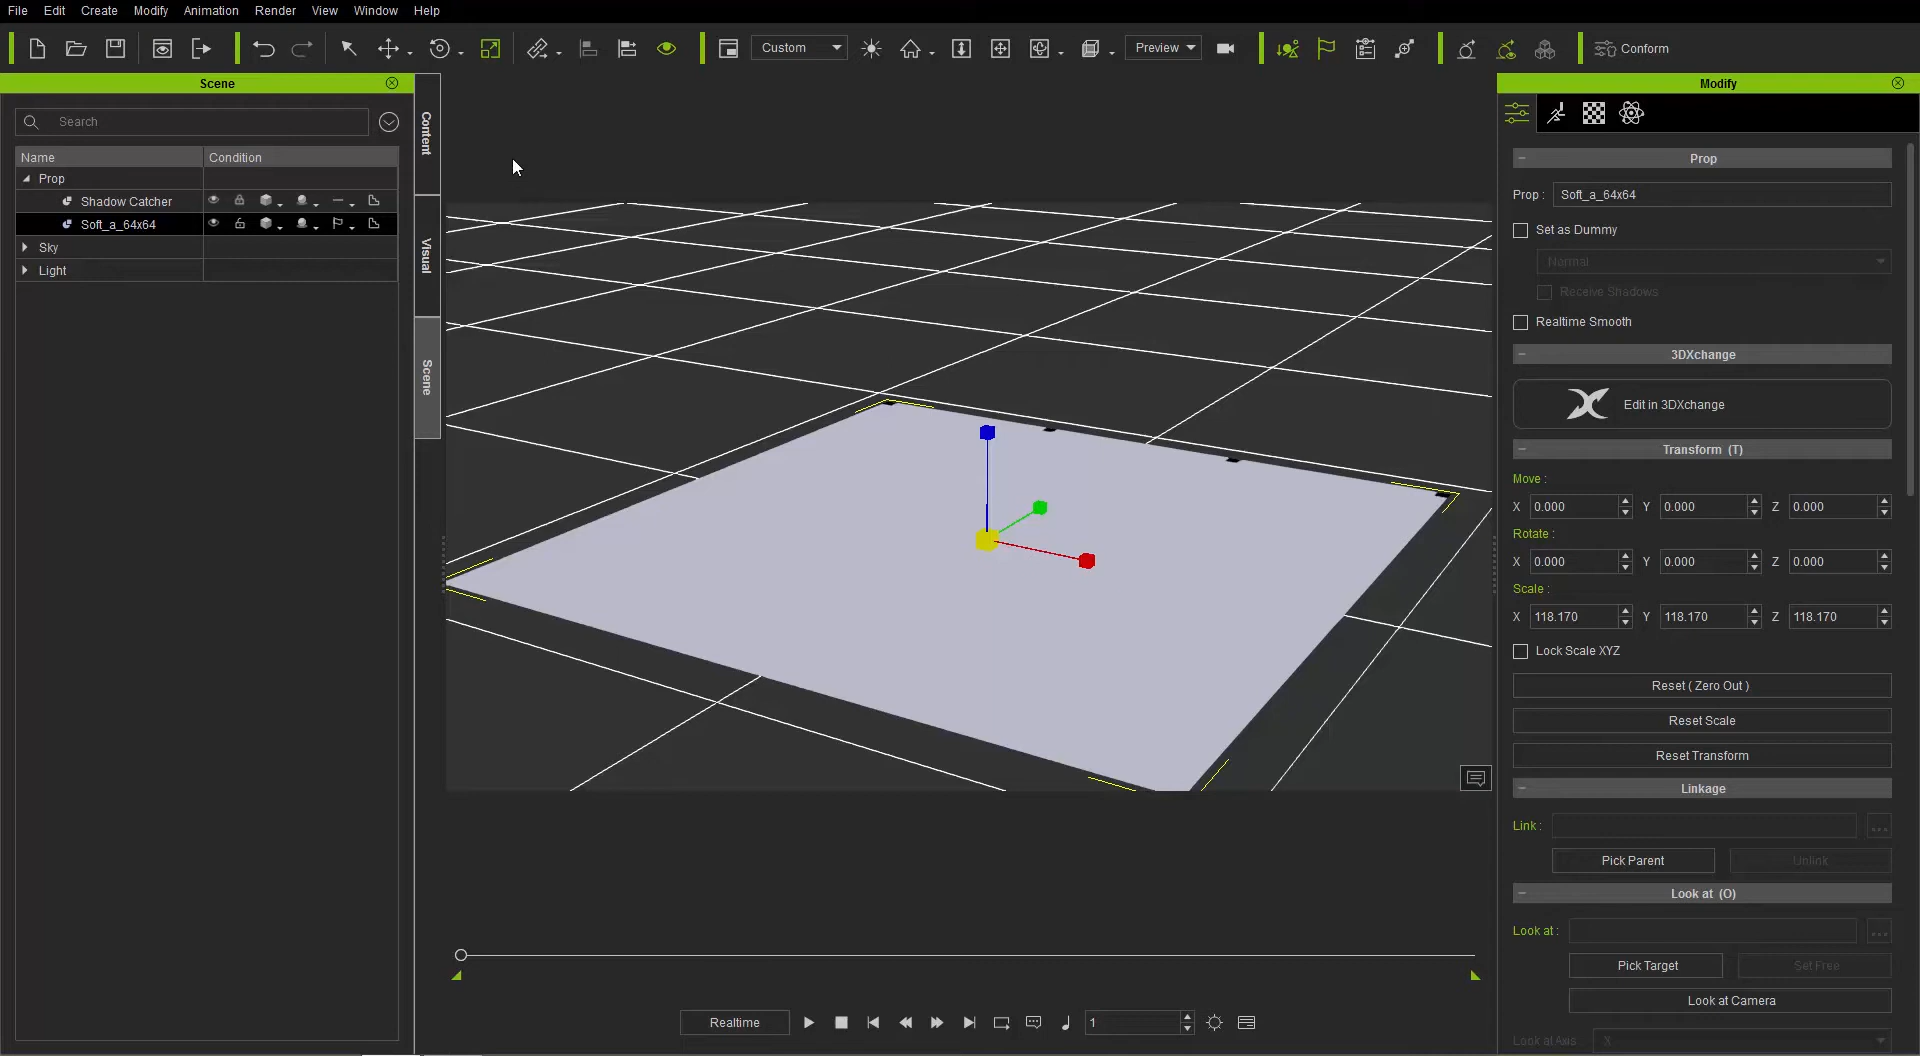 File Edit Create Modify Animation Render View Window Help
Custom Preview Conform
Scene
Search
Name Condition
Prop
Shadow Catcher
Soft_a_64x64
Sky
Light
Content
Visual
Scene
Realtime 1
Modify
Prop
Prop : Soft_a_64x64
Set as Dummy
Normal
Receive Shadows
Realtime Smooth
3DXchange
Edit in 3DXchange
Transform (T)
Move :
X 0.000 Y 0.000 Z 0.000
Rotate :
X 0.000 Y 0.000 Z 0.000
Scale :
X 118.170 Y 118.170 Z 118.170
Lock Scale XYZ
Reset ( Zero Out )
Reset Scale
Reset Transform
Linkage
Link : ...
Pick Parent Unlink
Look at (O)
Look at : ...
Pick Target Set Free
Look at Camera
Look at Axis X